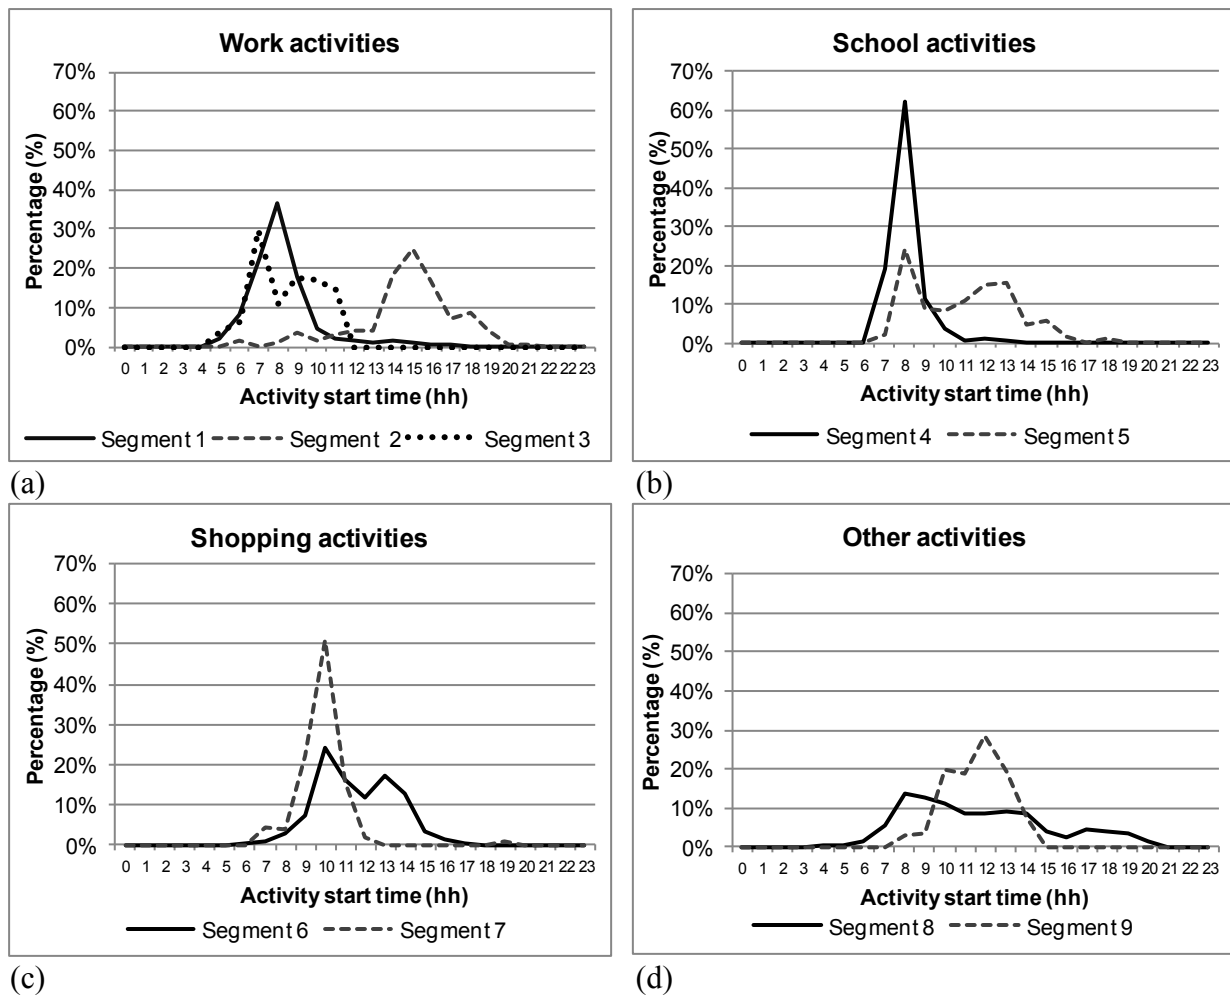 Work activities
70%
60%
50%
40%
30%
20%
10%
0%
Percentage (%)
0 1 2 3 4 5 6 7 8 9 10 11 12 13 14 15 16 17 18 19 20 21 22 22 23
Activity start time (hh)
Segment 1 Segment 2 Segment 3
(a)
School activities
70%
60%
50%
40%
30%
20%
10%
0%
Percentage (%)
0 1 2 3 4 5 6 7 8 9 10 11 12 13 14 15 16 17 18 19 20 21 22 23
Activity start time (hh)
Segment 4 Segment 5
(b)
Shopping activities
70%
60%
50%
40%
30%
20%
10%
0%
Percentage (%)
0 1 2 3 4 5 6 7 8 9 10 11 12 13 14 15 16 17 18 19 20 21 22 23
Activity start time (hh)
Segment 6 Segment 7
(c)
Other activities
70%
60%
50%
40%
30%
20%
10%
0%
Percentage (%)
0 1 2 3 4 5 6 7 8 9 10 11 12 13 14 15 16 17 18 19 20 21 22 23
Activity start time (hh)
Segment 8 Segment 9
(d)